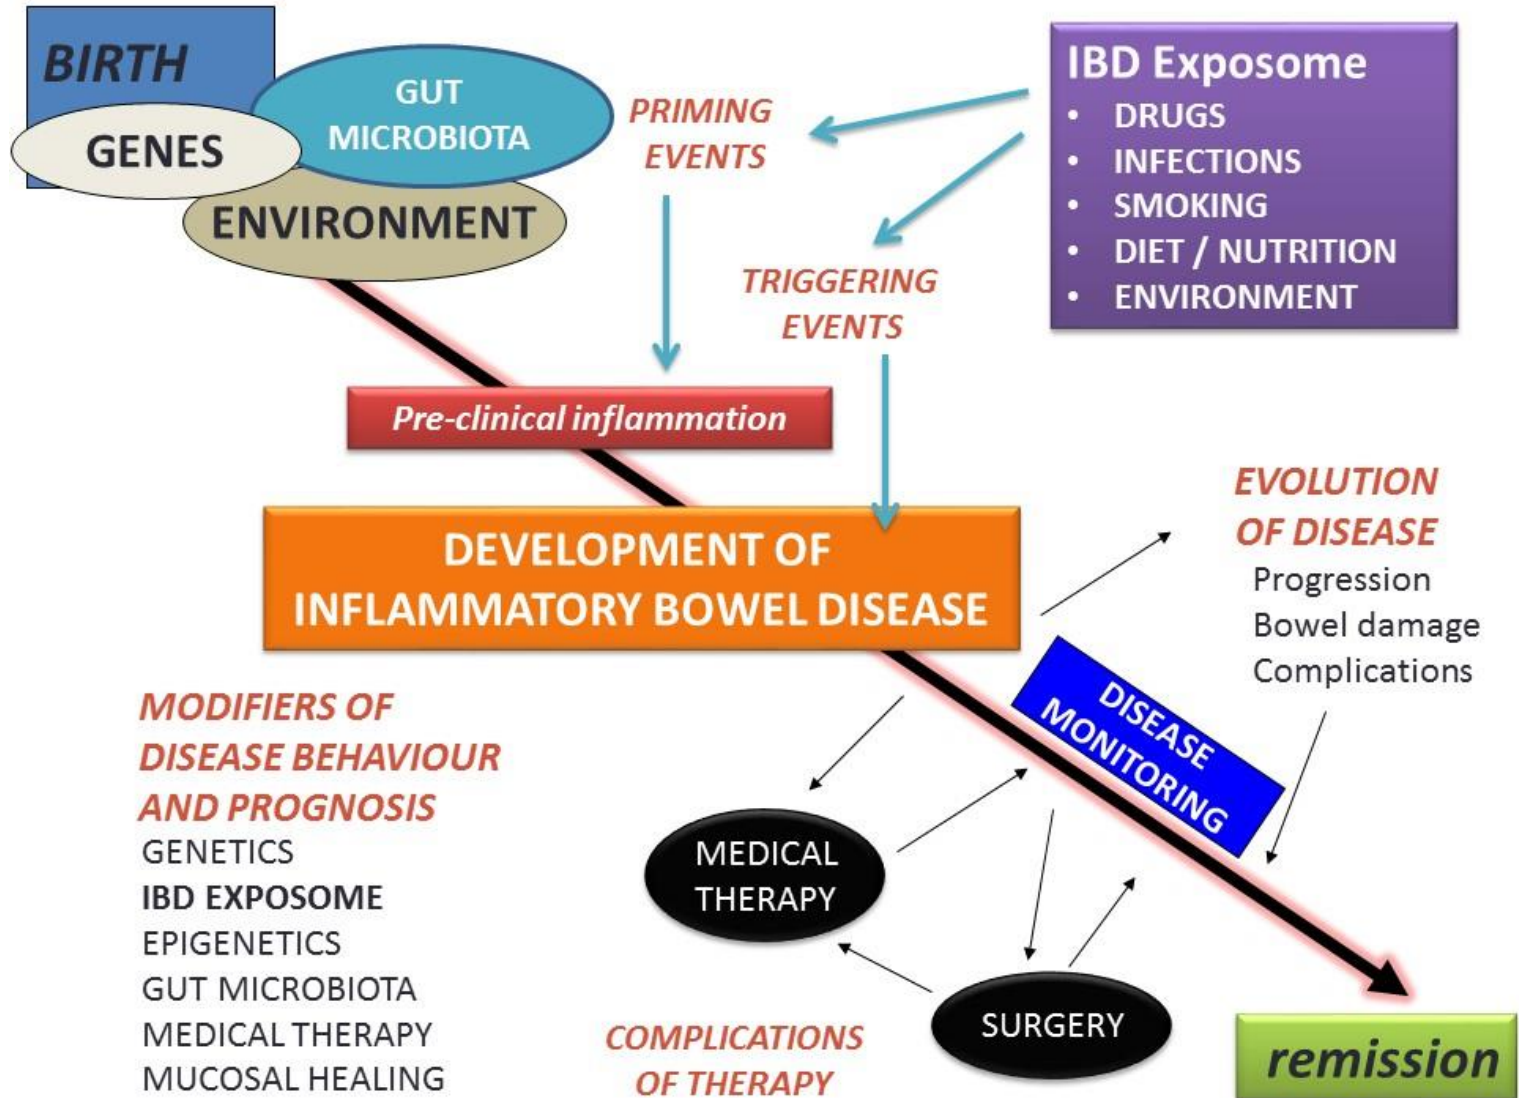 BIRTH
GENES
GUT
MICROBIOTA
ENVIRONMENT
PRIMING
EVENTS
TRIGGERING
EVENTS
IBD Exposome
• DRUGS
• INFECTIONS
• SMOKING
• DIET / NUTRITION
• ENVIRONMENT
Pre-clinical inflammation
DEVELOPMENT OF
INFLAMMATORY BOWEL DISEASE
EVOLUTION
OF DISEASE
Progression
Bowel damage
Complications
DISEASE
MONITORING
MODIFIERS OF
DISEASE BEHAVIOUR
AND PROGNOSIS
GENETICS
IBD EXPOSOME
EPIGENETICS
GUT MICROBIOTA
MEDICAL THERAPY
MUCOSAL HEALING
MEDICAL
THERAPY
SURGERY
COMPLICATIONS
OF THERAPY
remission